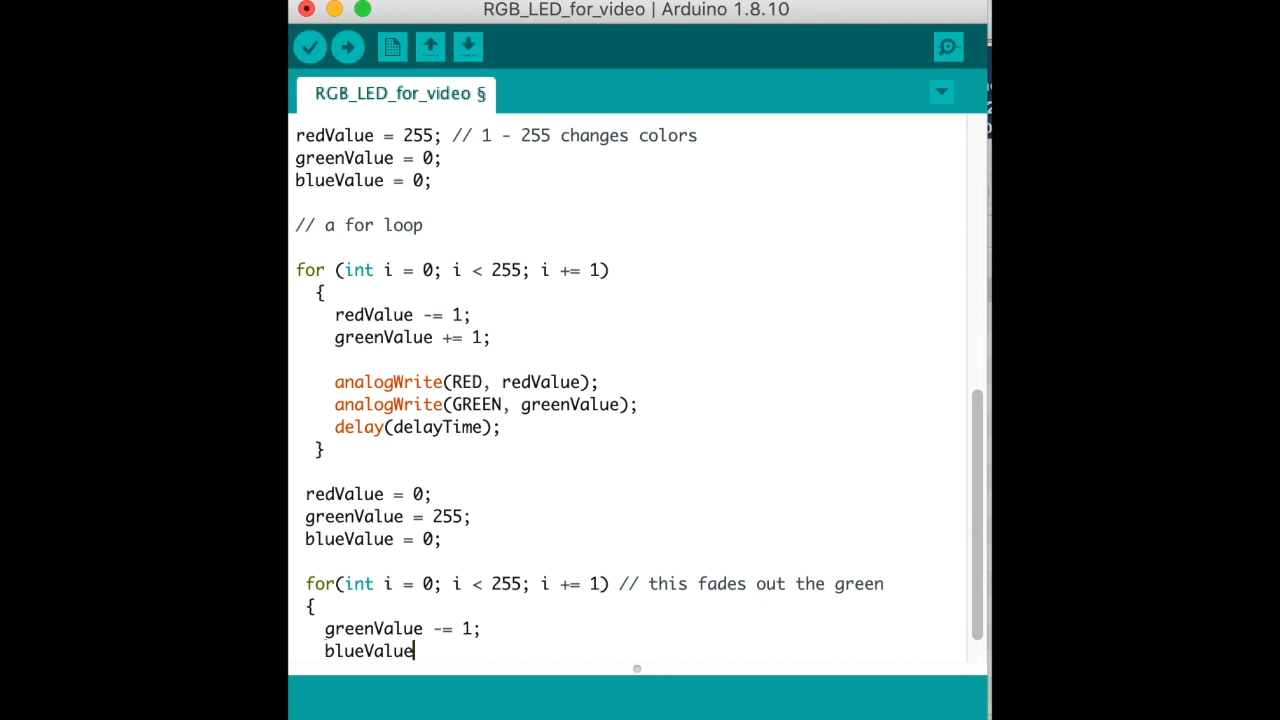 RGB_LED_for_video | Arduino 1.8.10
RGB_LED_for_video §
redValue = 255; // 1 - 255 changes colors
greenValue = 0;
blueValue = 0;
// a for loop
for (int i = 0; i < 255; i += 1)
{
redValue -= 1;
greenValue += 1;
analogWrite(RED, redValue);
analogWrite(GREEN, greenValue);
delay(delayTime);
}
redValue = 0;
greenValue = 255;
blueValue = 0;
for(int i = 0; i < 255; i += 1) // this fades out the green
{
greenValue -= 1;
blueValue